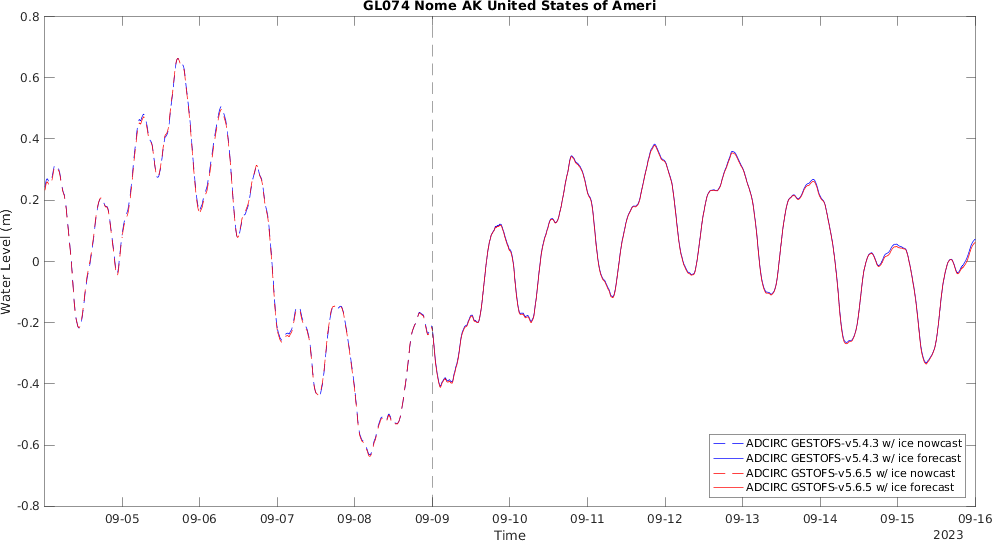 GL074 Nome AK United States of Ameri
0.8
0.6
0.4
0.2
0
-0.2
-0.4
-0.6
-0.8
Water Level (m)
09-05 09-06 09-07 09-08 09-09 09-10 09-11 09-12 09-13 09-14 09-15 09-16
Time
2023
ADCIRC GESTOFS-v5.4.3 w/ ice nowcast
ADCIRC GESTOFS-v5.4.3 w/ ice forecast
ADCIRC GSTOFS-v5.6.5 w/ ice nowcast
ADCIRC GSTOFS-v5.6.5 w/ ice forecast